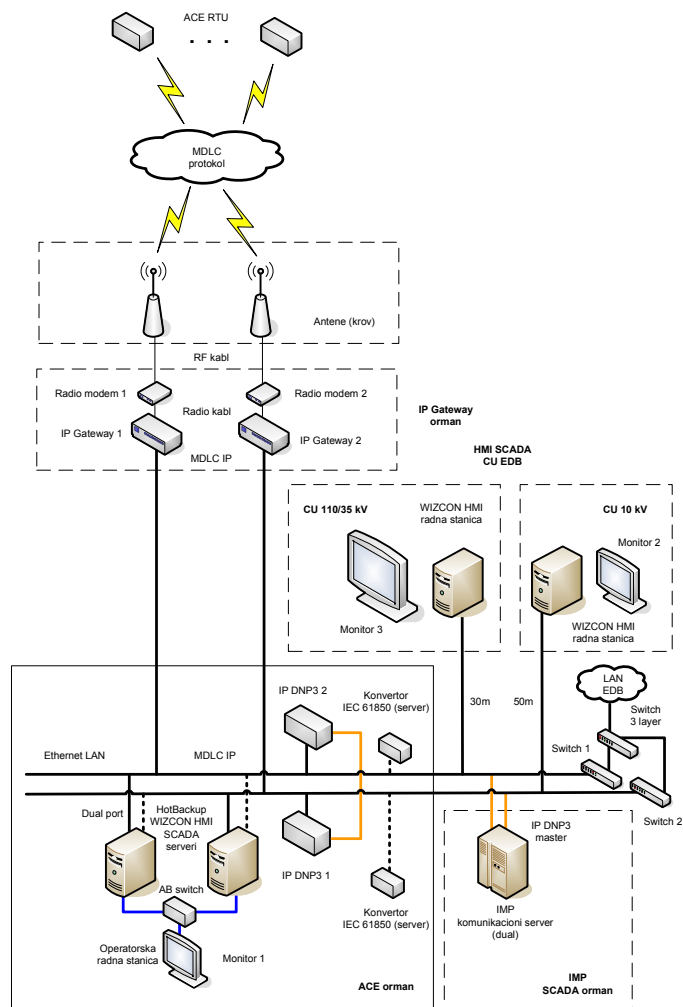 ACE RTU
. . .
MDLC
protokol
Antene (krov)
RF kabl
Radio modem 1
Radio modem 2
Radio kabl
IP Gateway 1
IP Gateway 2
MDLC IP
IP Gateway
orman
HMI SCADA
CU EDB
CU 110/35 kV
WIZCON HMI
radna stanica
Monitor 3
CU 10 kV
Monitor 2
WIZCON HMI
radna stanica
30m
50m
LAN
EDB
Switch
3 layer
Switch 1
Switch 2
IP DNP3 2
Konvertor
IEC 61850 (server)
Ethernet LAN
MDLC IP
Dual port
HotBackup
WIZCON HMI
SCADA
serveri
IP DNP3 1
AB switch
Konvertor
IEC 61850 (server)
Operatorska
radna stanica
Monitor 1
ACE orman
IP DNP3
master
IMP
komunikacioni server
(dual)
IMP
SCADA orman